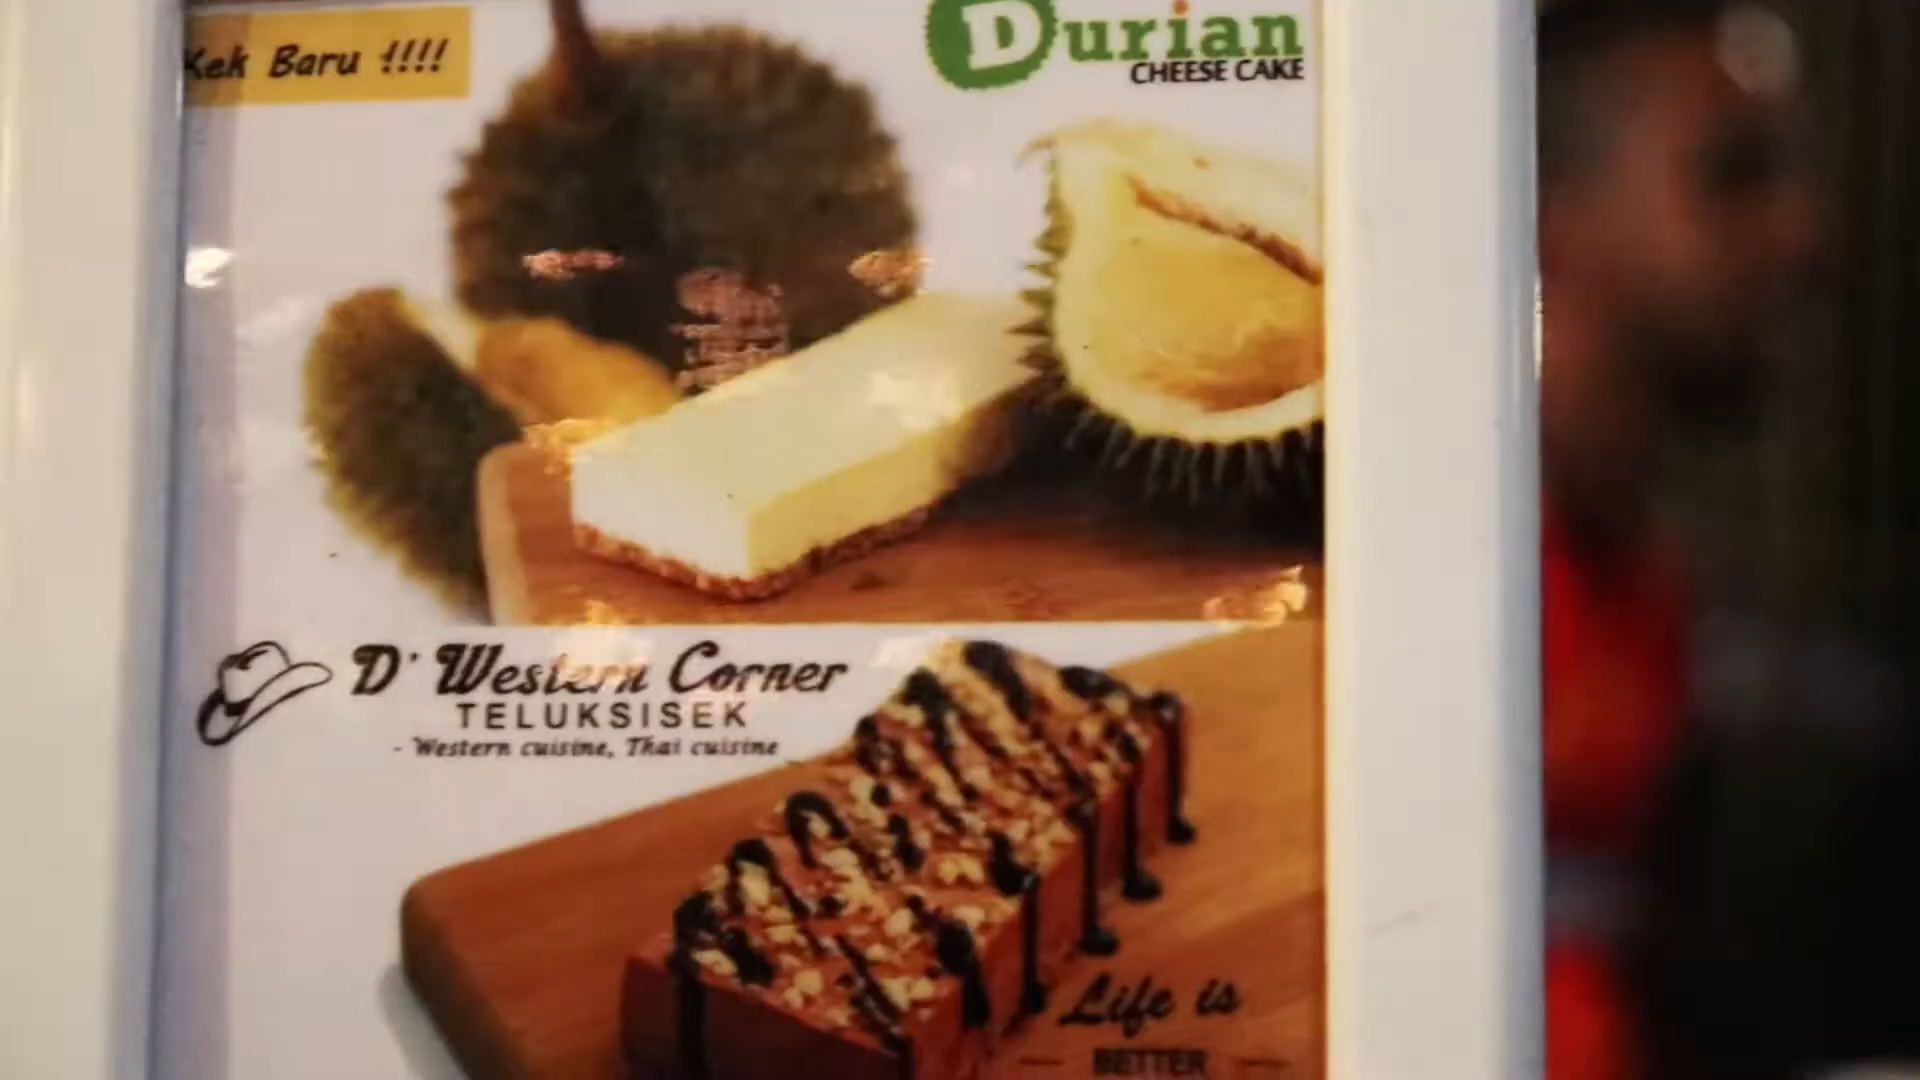 Kek Baru !!!!
Durian
CHEESE CAKE
D' Western Corner
TELUKSISEK
- Western cuisine, Thai cuisine
Life is
BETTER